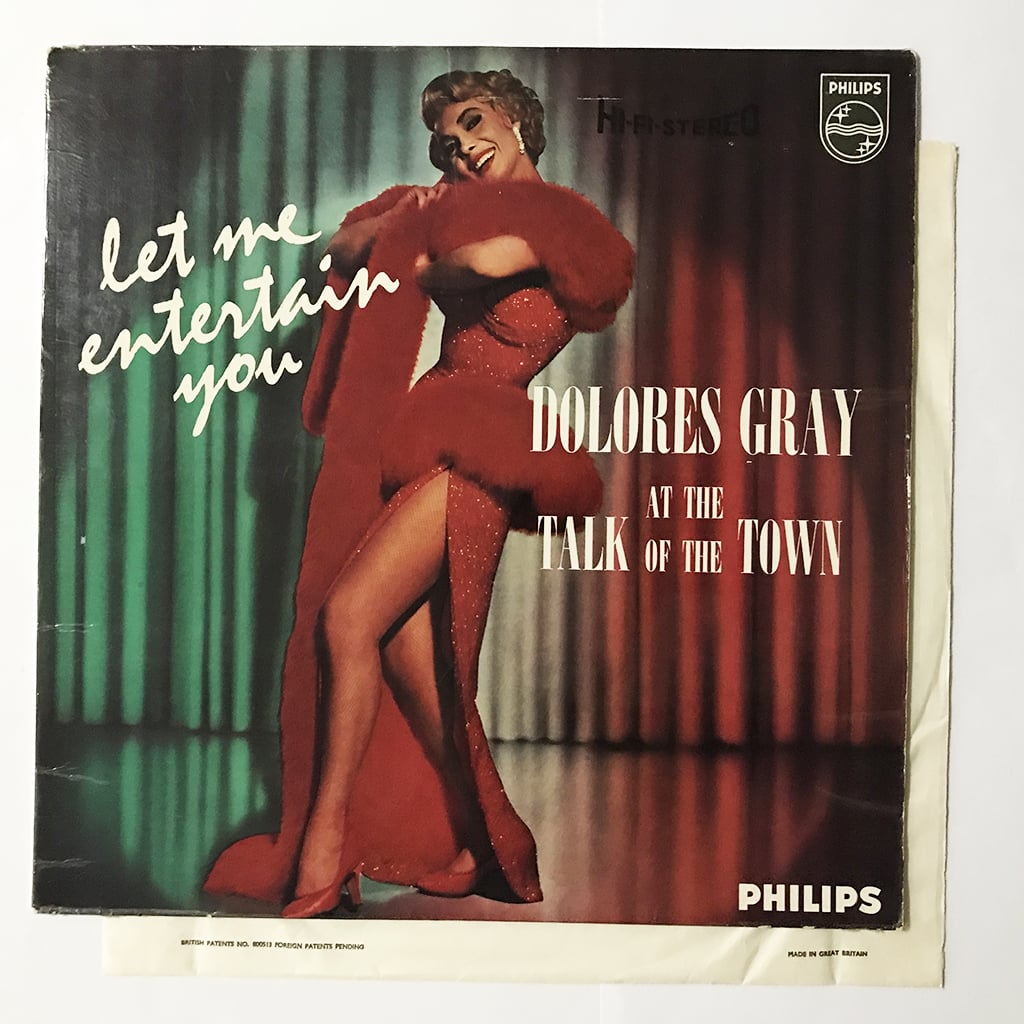 PHILIPS
HI-FI-STEREO
let me
entertain
you
DOLORES GRAY
AT THE
TALK OF THE TOWN
PHILIPS
BRITISH PATENTS NO. 800513 FOREIGN PATENTS PENDING
MADE IN GREAT BRITAIN